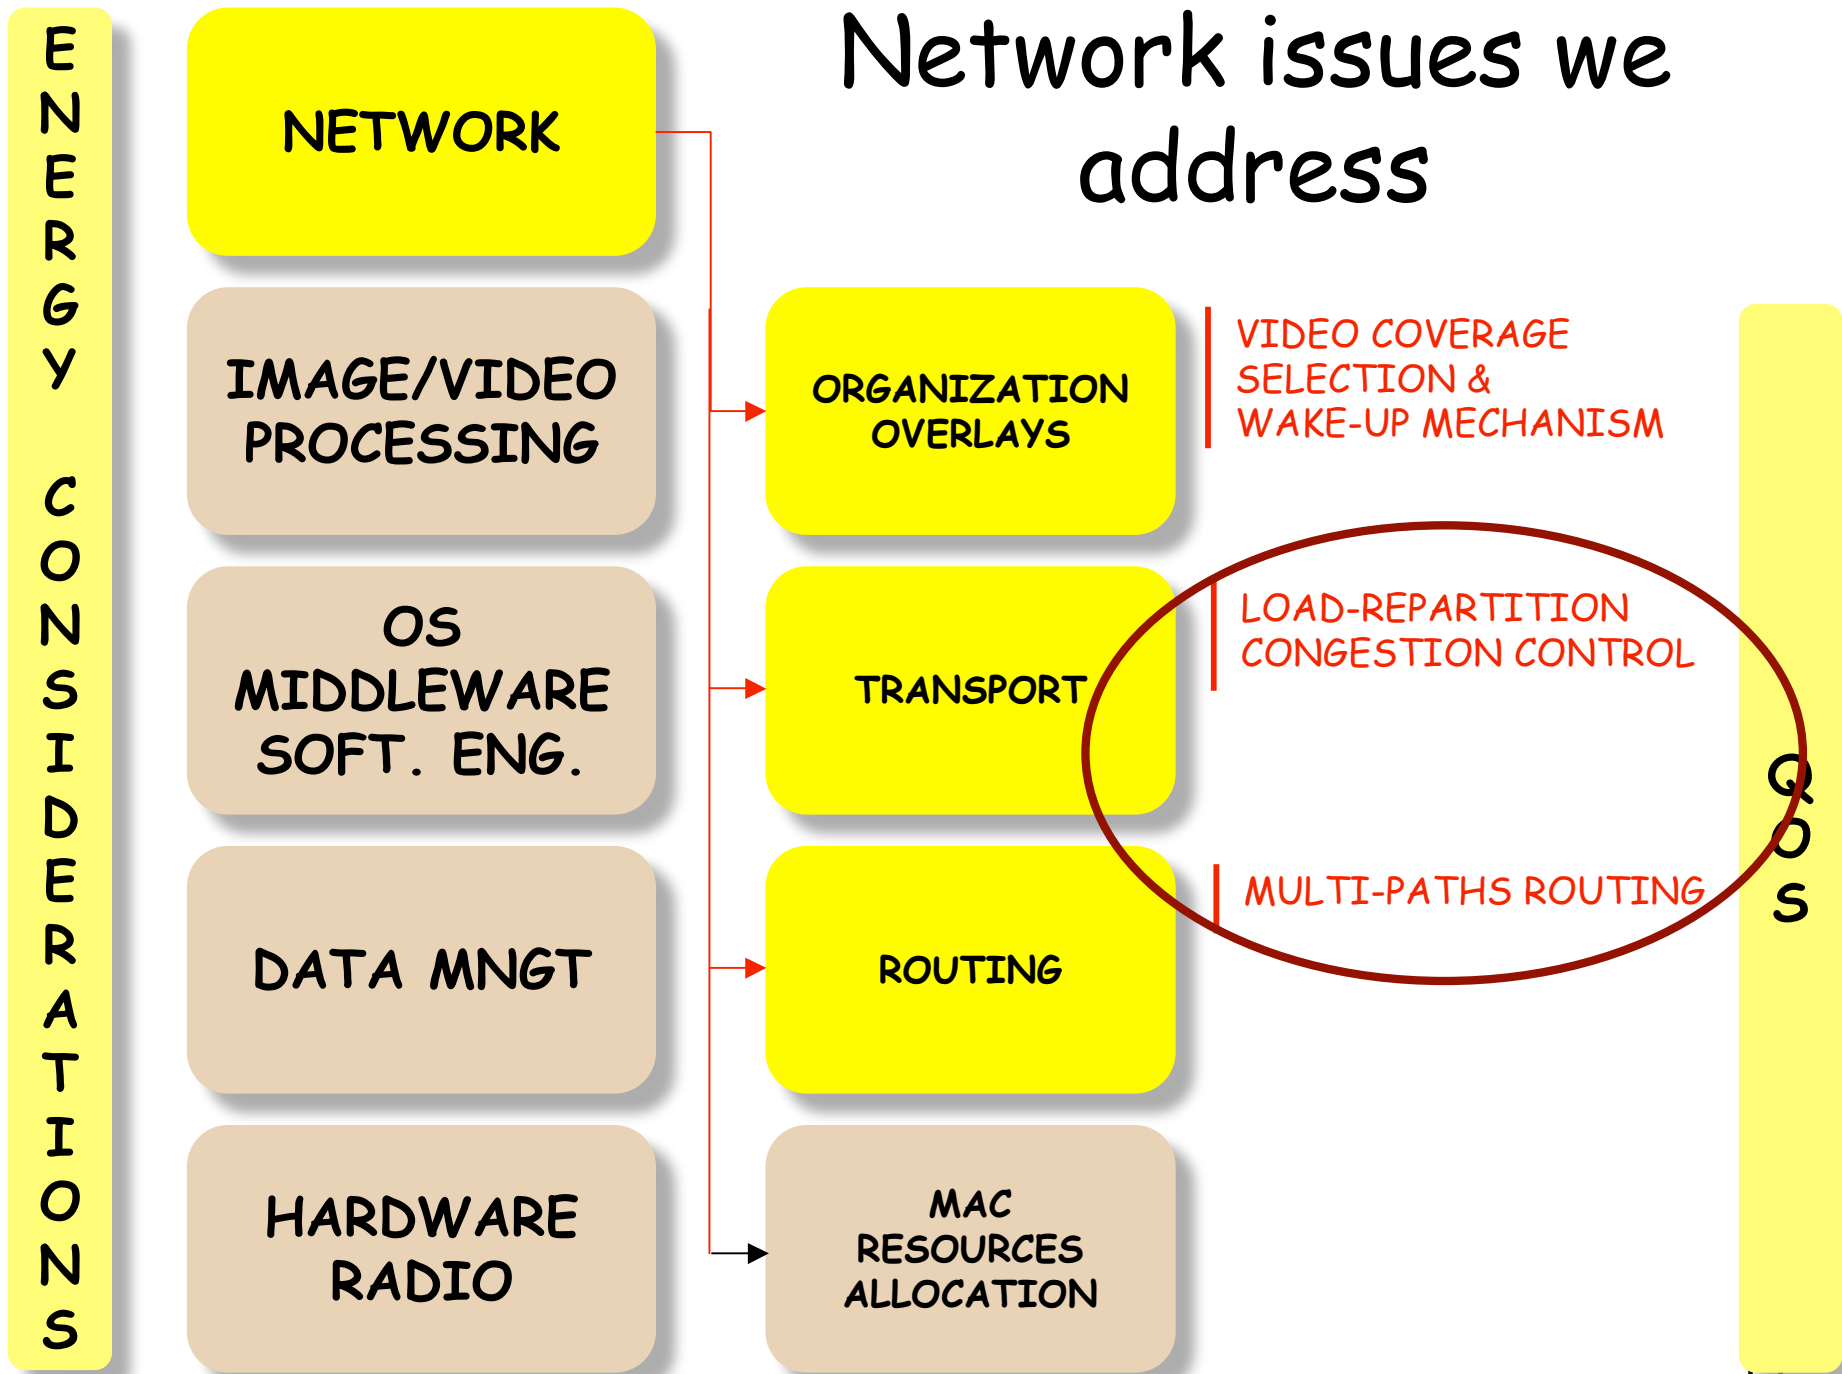 Network issues we
address
ENERGY CONSIDERATIONS
NETWORK
IMAGE/VIDEO
PROCESSING
OS
MIDDLEWARE
SOFT. ENG.
DATA MNGT
HARDWARE
RADIO
ORGANIZATION
OVERLAYS
TRANSPORT
ROUTING
MAC
RESOURCES
ALLOCATION
VIDEO COVERAGE
SELECTION &
WAKE-UP MECHANISM
LOAD-REPARTITION
CONGESTION CONTROL
MULTI-PATHS ROUTING
QOS